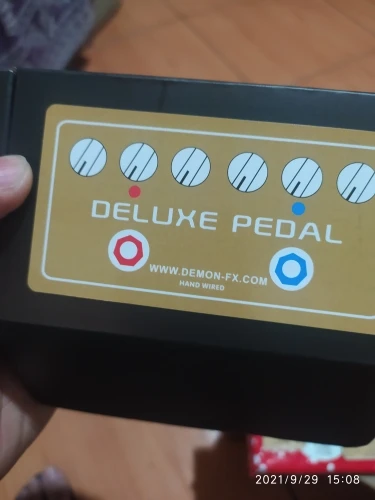 DELUXE PEDAL
WWW.DEMON-FX.COM
HAND WIRED
2021/9/29 15:08